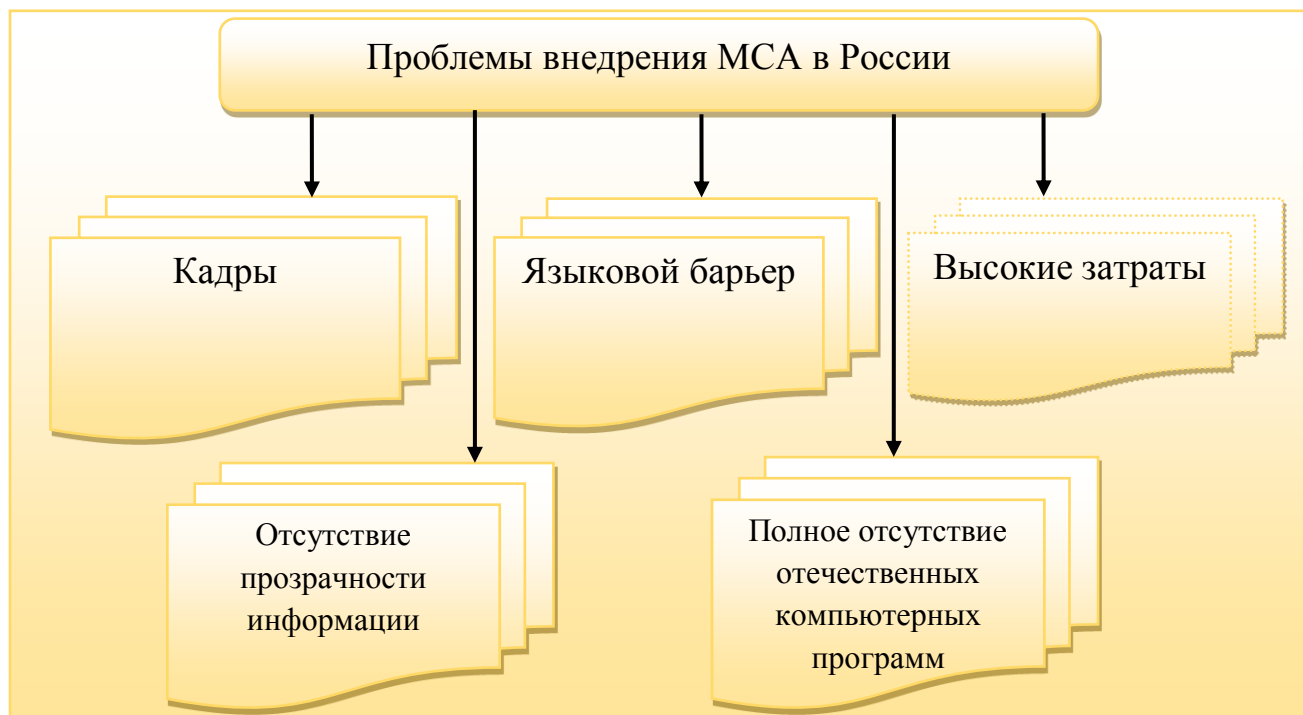 Проблемы внедрения МСА в России
Кадры
Языковой барьер
Высокие затраты
Отсутствие
прозрачности
информации
Полное отсутствие
отечественных
компьютерных
программ